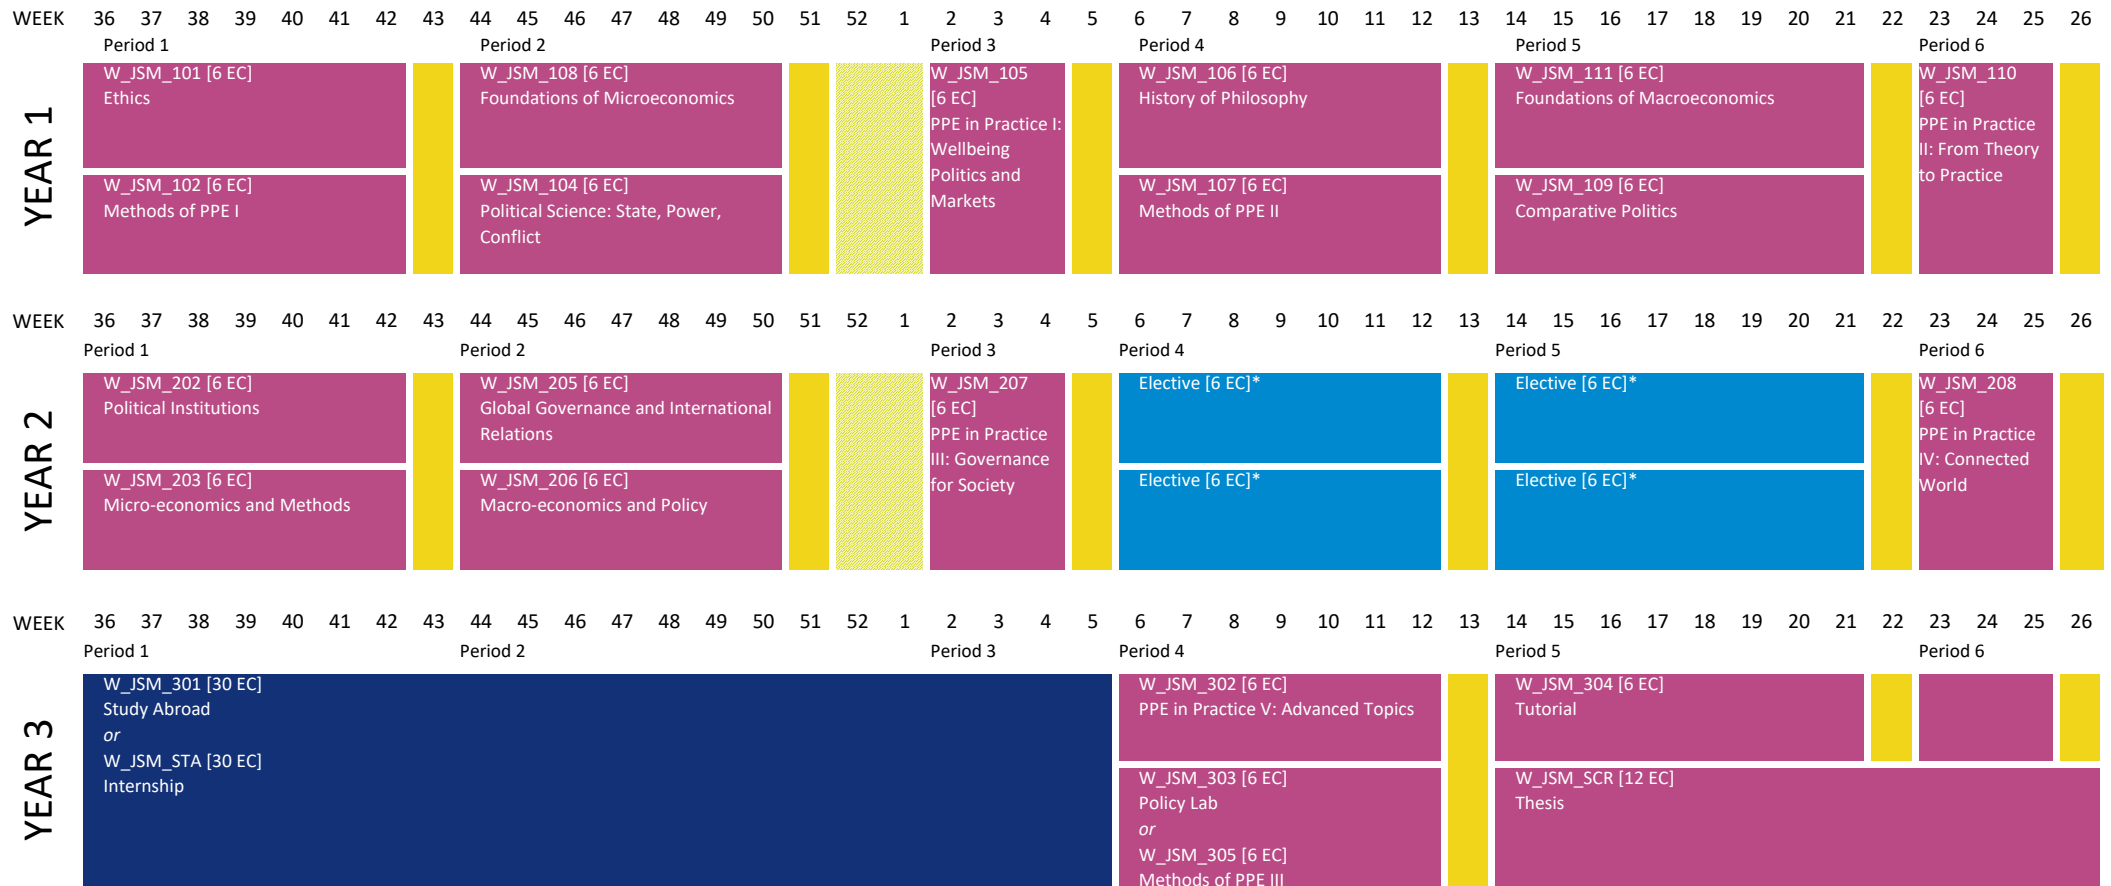 WEEK 36 37 38 39 40 41 42 43 44 45 46 47 48 49 50 51 52 1 2 3 4 5 6 7 8 9 10 11 12 13 14 15 16 17 18 19 20 21 22 23 24 25 26
Period 1 Period 2 Period 3 Period 4 Period 5 Period 6
YEAR 1
W_JSM_101 [6 EC]
Ethics
W_JSM_102 [6 EC]
Methods of PPE I
W_JSM_108 [6 EC]
Foundations of Microeconomics
W_JSM_104 [6 EC]
Political Science: State, Power,
Conflict
W_JSM_105
[6 EC]
PPE in Practice I:
Wellbeing
Politics and
Markets
W_JSM_106 [6 EC]
History of Philosophy
W_JSM_107 [6 EC]
Methods of PPE II
W_JSM_111 [6 EC]
Foundations of Macroeconomics
W_JSM_109 [6 EC]
Comparative Politics
W_JSM_110
[6 EC]
PPE in Practice
II: From Theory
to Practice
WEEK 36 37 38 39 40 41 42 43 44 45 46 47 48 49 50 51 52 1 2 3 4 5 6 7 8 9 10 11 12 13 14 15 16 17 18 19 20 21 22 23 24 25 26
Period 1 Period 2 Period 3 Period 4 Period 5 Period 6
YEAR 2
W_JSM_202 [6 EC]
Political Institutions
W_JSM_203 [6 EC]
Micro-economics and Methods
W_JSM_205 [6 EC]
Global Governance and International
Relations
W_JSM_206 [6 EC]
Macro-economics and Policy
W_JSM_207
[6 EC]
PPE in Practice
III: Governance
for Society
Elective [6 EC]*
Elective [6 EC]*
Elective [6 EC]*
Elective [6 EC]*
W_JSM_208
[6 EC]
PPE in Practice
IV: Connected
World
WEEK 36 37 38 39 40 41 42 43 44 45 46 47 48 49 50 51 52 1 2 3 4 5 6 7 8 9 10 11 12 13 14 15 16 17 18 19 20 21 22 23 24 25 26
Period 1 Period 2 Period 3 Period 4 Period 5 Period 6
YEAR 3
W_JSM_301 [30 EC]
Study Abroad
or
W_JSM_STA [30 EC]
Internship
W_JSM_302 [6 EC]
PPE in Practice V: Advanced Topics
W_JSM_303 [6 EC]
Policy Lab
or
W_JSM_305 [6 EC]
Methods of PPE III
W_JSM_304 [6 EC]
Tutorial
W_JSM_SCR [12 EC]
Thesis